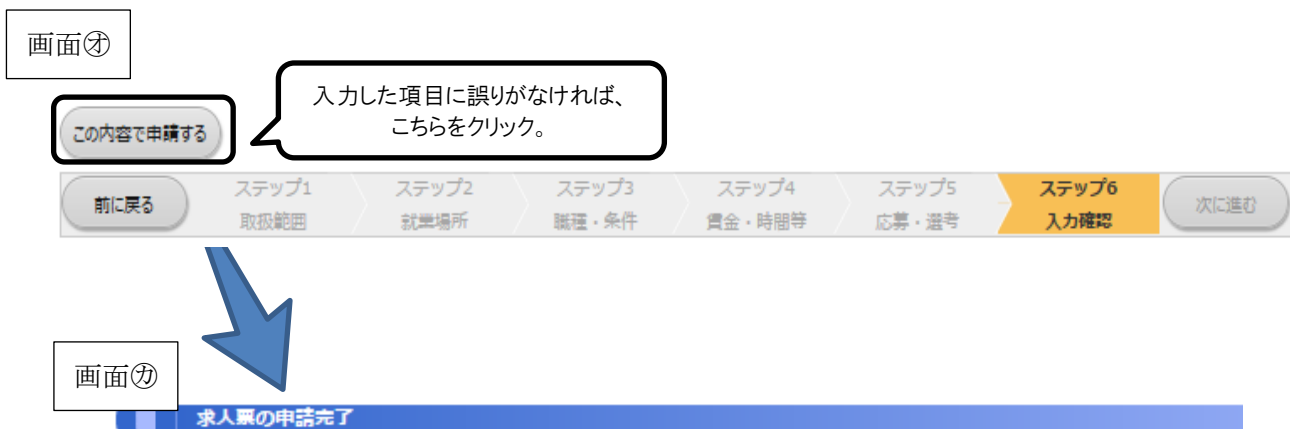 画面㋔
入力した項目に誤りがなければ、
こちらをクリック。
この内容で申請する
前に戻る
ステップ1
取扱範囲
ステップ2
就業場所
ステップ3
職種・条件
ステップ4
賃金・時間等
ステップ5
応募・選考
ステップ6
入力確認
次に進む
画面㋕
求人票の申請完了